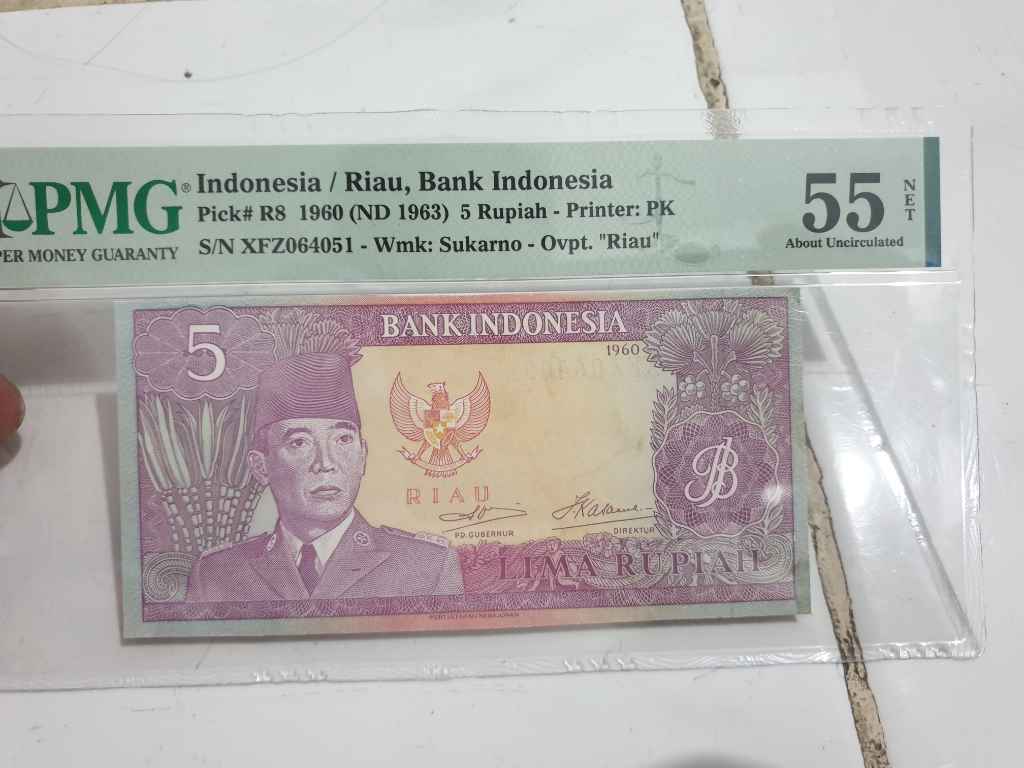 PMG®
PER MONEY GUARANTY
Indonesia / Riau, Bank Indonesia
Pick# R8 1960 (ND 1963) 5 Rupiah - Printer: PK
S/N XFZ064051 - Wmk: Sukarno - Ovpt. "Riau"
55 NET
About Uncirculated
5
BANK INDONESIA
1960
RIAU
PD. GUBERNUR
DIREKTUR
JB
LIMA RUPIAH